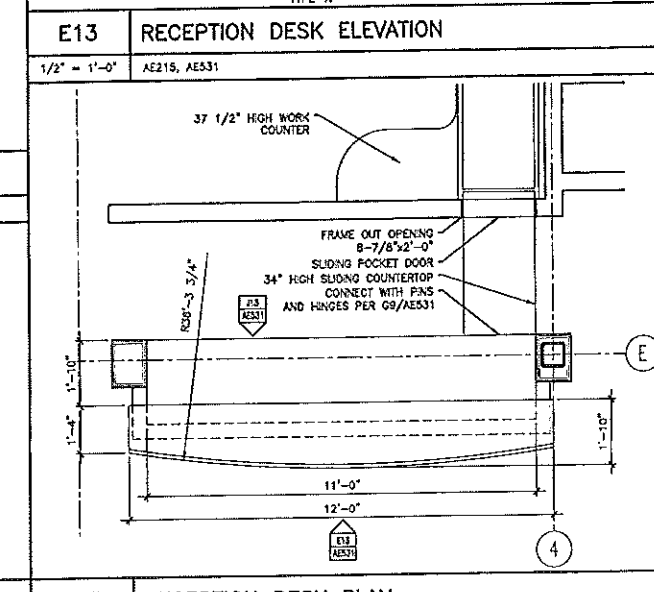 E13 RECEPTION DESK ELEVATION
1/2" = 1'-0" AE215, AE531
37 1/2" HIGH WORK
COUNTER
FRAME OUT OPENING
8-7/8"x2'-0"
SLIDING POCKET DOOR
34" HIGH SLIDING COUNTERTOP
CONNECT WITH PINS
AND HINGES PER G9/AE531
R38'-3 3/4"
AE531
E
1'-10"
1'-4"
1'-10"
11'-0"
12'-0"
E13
AE531
4
DESK PLAN